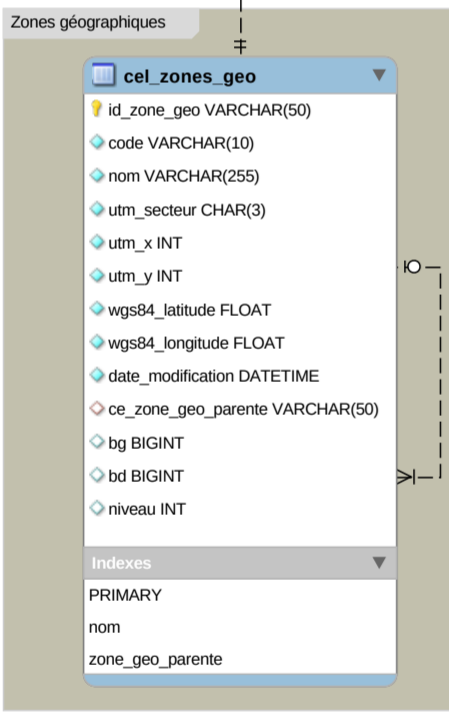 Zones géographiques
cel_zones_geo
id_zone_geo VARCHAR(50)
code VARCHAR(10)
nom VARCHAR(255)
utm_secteur CHAR(3)
utm_x INT
utm_y INT
wgs84_latitude FLOAT
wgs84_longitude FLOAT
date_modification DATETIME
ce_zone_geo_parente VARCHAR(50)
bg BIGINT
bd BIGINT
niveau INT
Indexes
PRIMARY
nom
zone_geo_parente